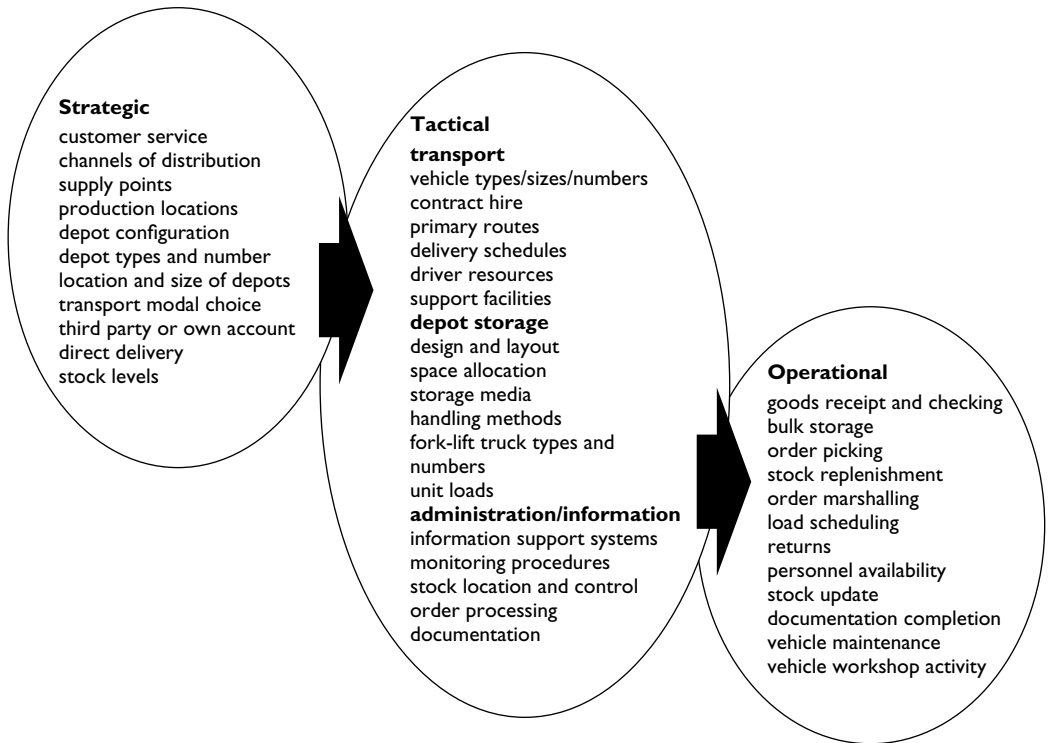 Strategic
customer service
channels of distribution
supply points
production locations
depot configuration
depot types and number
location and size of depots
transport modal choice
third party or own account
direct delivery
stock levels
Tactical
transport
vehicle types/sizes/numbers
contract hire
primary routes
delivery schedules
driver resources
support facilities
depot storage
design and layout
space allocation
storage media
handling methods
fork-lift truck types and
numbers
unit loads
administration/information
information support systems
monitoring procedures
stock location and control
order processing
documentation
Operational
goods receipt and checking
bulk storage
order picking
stock replenishment
order marshalling
load scheduling
returns
personnel availability
stock update
documentation completion
vehicle maintenance
vehicle workshop activity